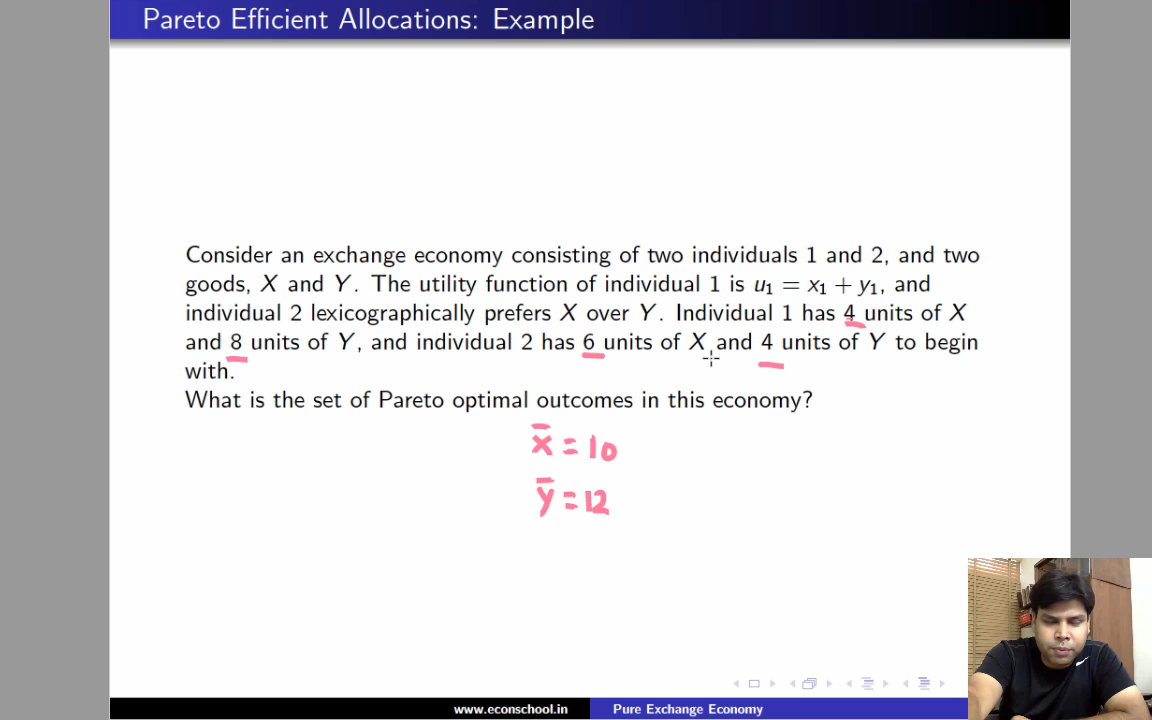 Pareto Efficient Allocations: Example
Consider an exchange economy consisting of two individuals 1 and 2, and two
goods, X and Y. The utility function of individual 1 is u₁ = x₁ + y₁, and
individual 2 lexicographically prefers X over Y. Individual 1 has 4 units of X
and 8 units of Y, and individual 2 has 6 units of X and 4 units of Y to begin
with.
What is the set of Pareto optimal outcomes in this economy?
x̄ = 10
ȳ = 12
www.econschool.in Pure Exchange Economy